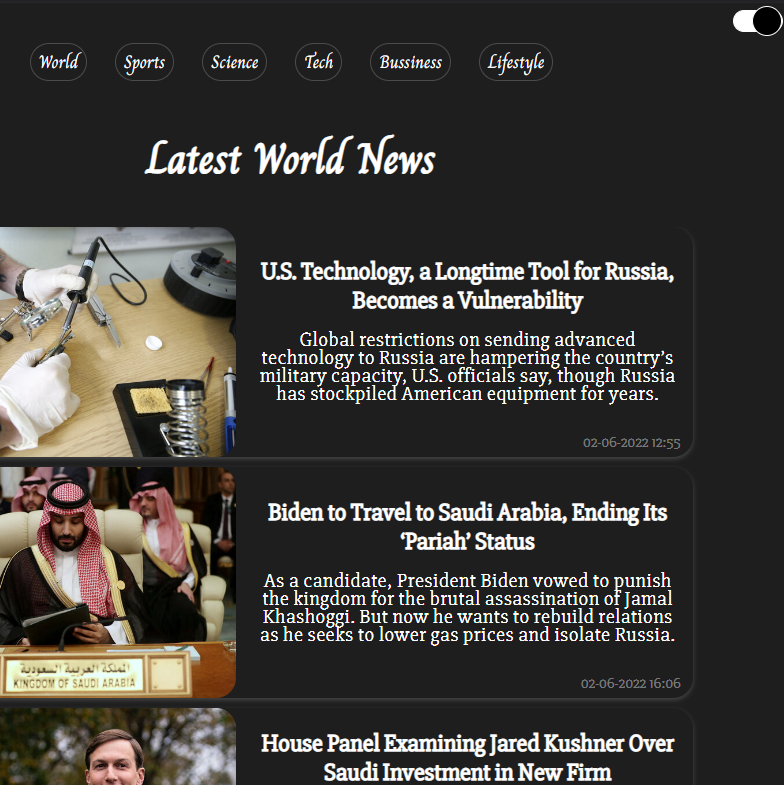 World Sports Science Tech Bussiness Lifestyle
Latest World News
U.S. Technology, a Longtime Tool for Russia,
Becomes a Vulnerability
Global restrictions on sending advanced
technology to Russia are hampering the country’s
military capacity, U.S. officials say, though Russia
has stockpiled American equipment for years.
02-06-2022 12:55
Biden to Travel to Saudi Arabia, Ending Its
‘Pariah’ Status
As a candidate, President Biden vowed to punish
the kingdom for the brutal assassination of Jamal
Khashoggi. But now he wants to rebuild relations
as he seeks to lower gas prices and isolate Russia.
المملكة العربية السعودية
KINGDOM OF SAUDI ARABIA
02-06-2022 16:06
House Panel Examining Jared Kushner Over
Saudi Investment in New Firm